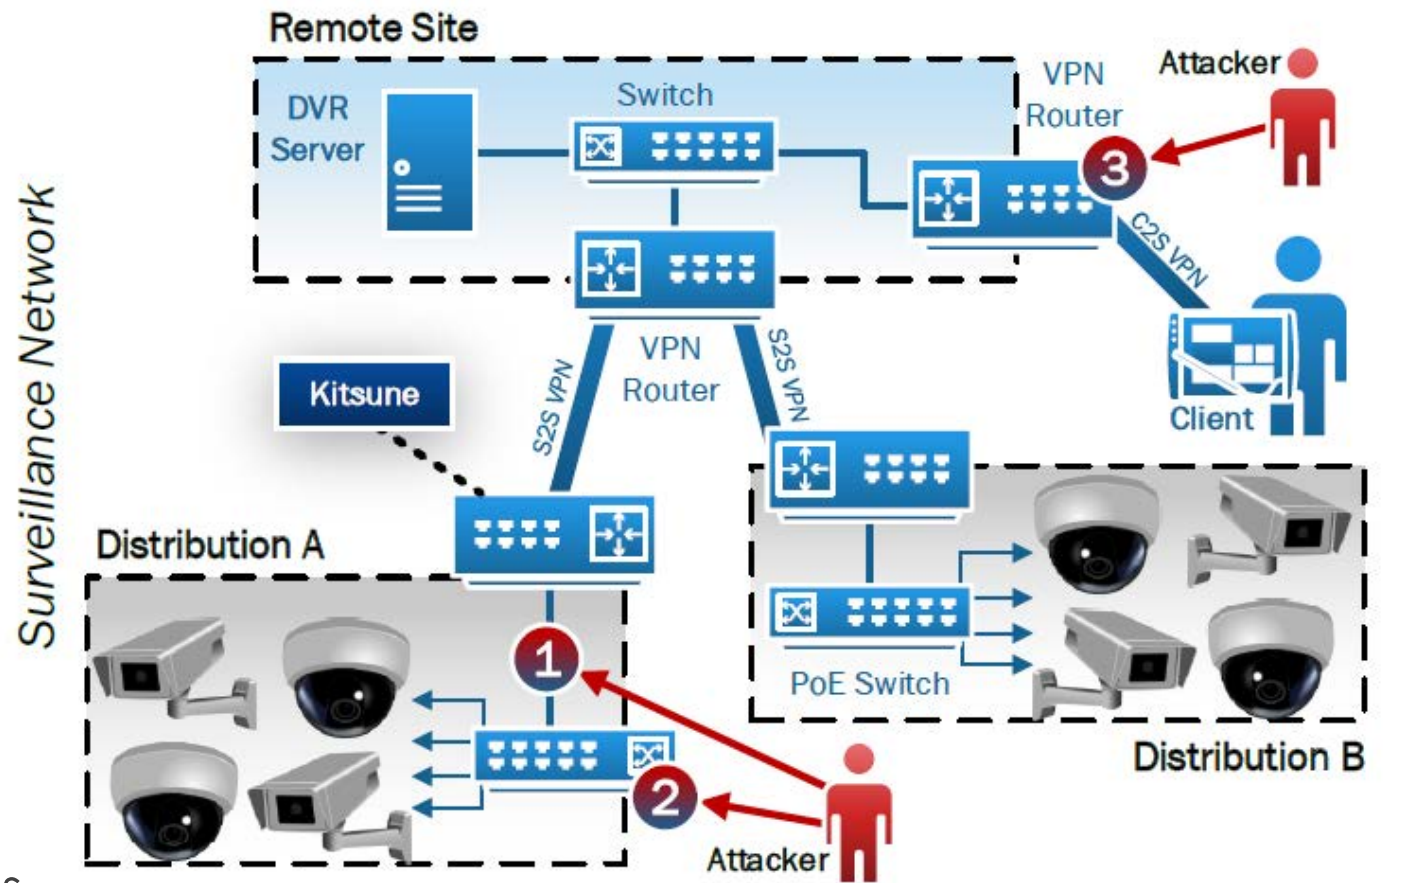 Remote Site
DVR
Server
Switch
VPN
Router
Attacker
3
C2S VPN
Client
Surveillance Network
Kitsune
S2S VPN
VPN
Router
S2S VPN
Distribution A
1
2
Attacker
PoE Switch
Distribution B